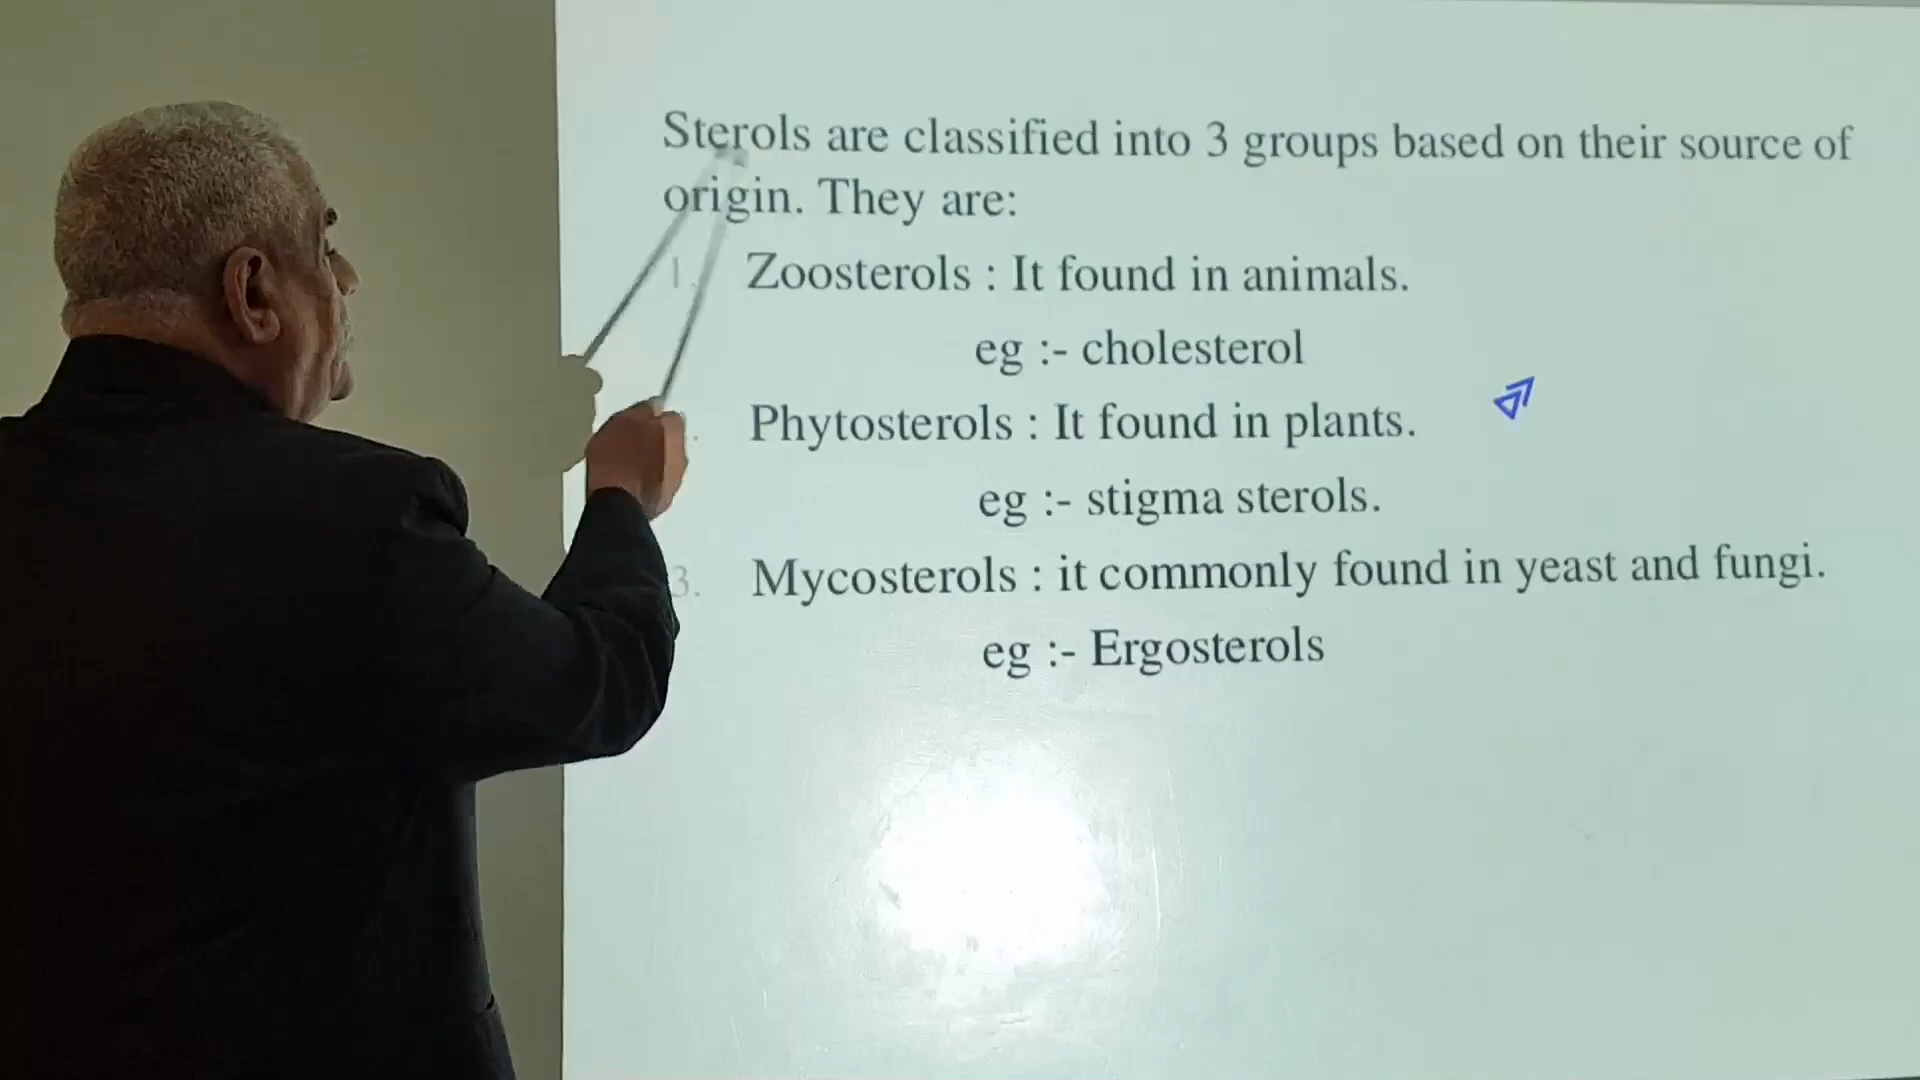 Sterols are classified into 3 groups based on their source of
origin. They are:
1. Zoosterols : It found in animals.
eg :- cholesterol
Phytosterols : It found in plants.
eg :- stigma sterols.
3. Mycosterols : it commonly found in yeast and fungi.
eg :- Ergosterols